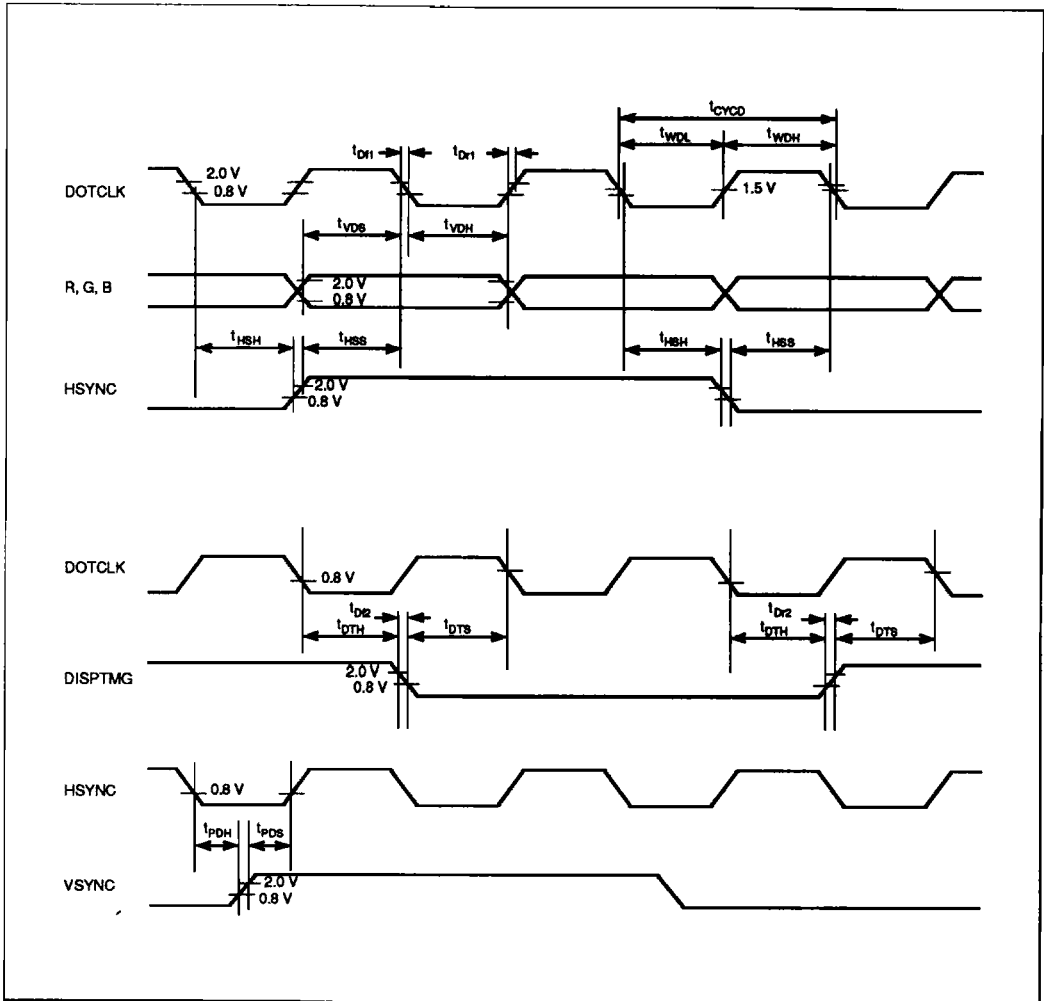 tCYCD
tWDL tWDH
tDf1 tDr1
DOTCLK 2.0 V 0.8 V 1.5 V
tVDS tVDH
R, G, B 2.0 V 0.8 V
tHSH tHSS tHSH tHSS
HSYNC 2.0 V 0.8 V
DOTCLK 0.8 V
tDf2 tDr2
tDTH tDTS tDTH tDTS
DISPTMG 2.0 V 0.8 V
HSYNC 0.8 V
tPDH tPDS
VSYNC 2.0 V 0.8 V